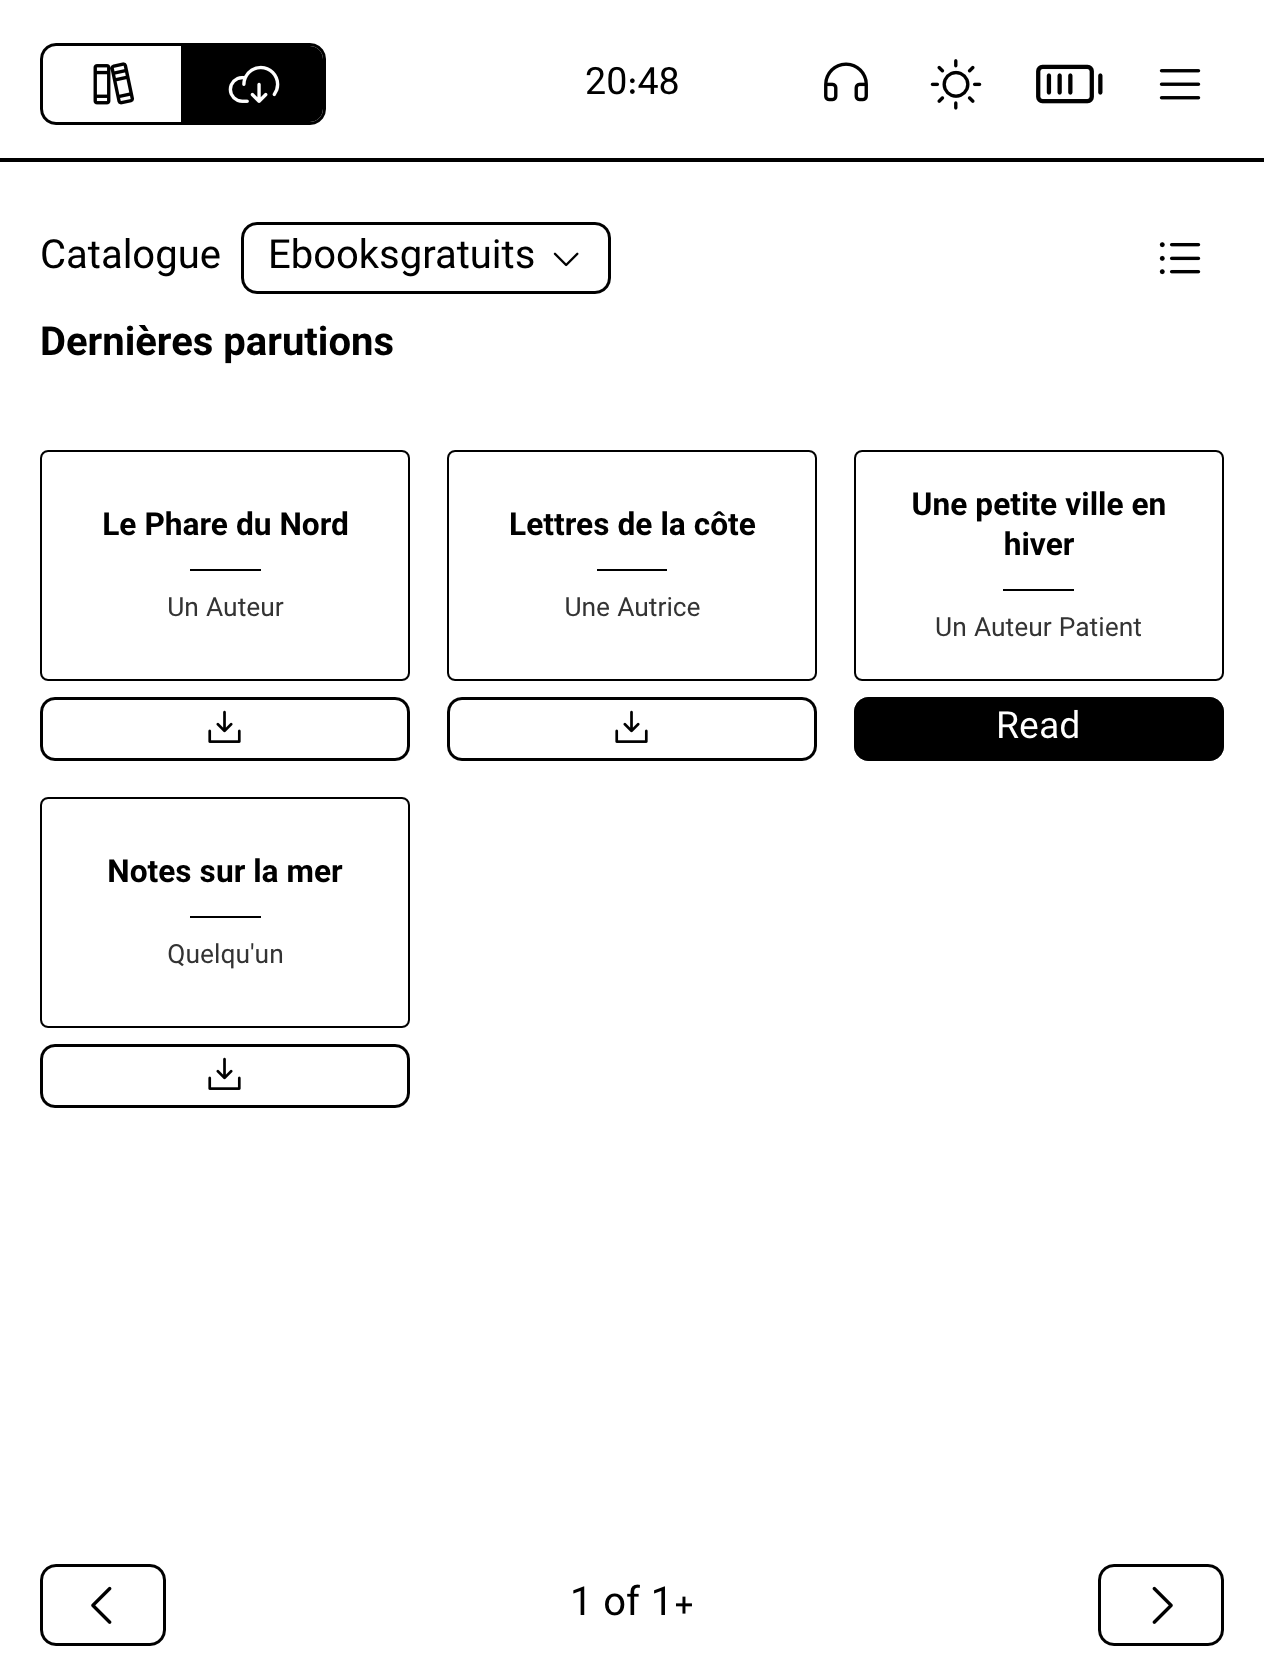 20:48
Catalogue Ebooksgratuits
Dernières parutions
Le Phare du Nord
Un Auteur
Lettres de la côte
Une Autrice
Une petite ville en
hiver
Un Auteur Patient
Read
Notes sur la mer
Quelqu'un
1 of 1+